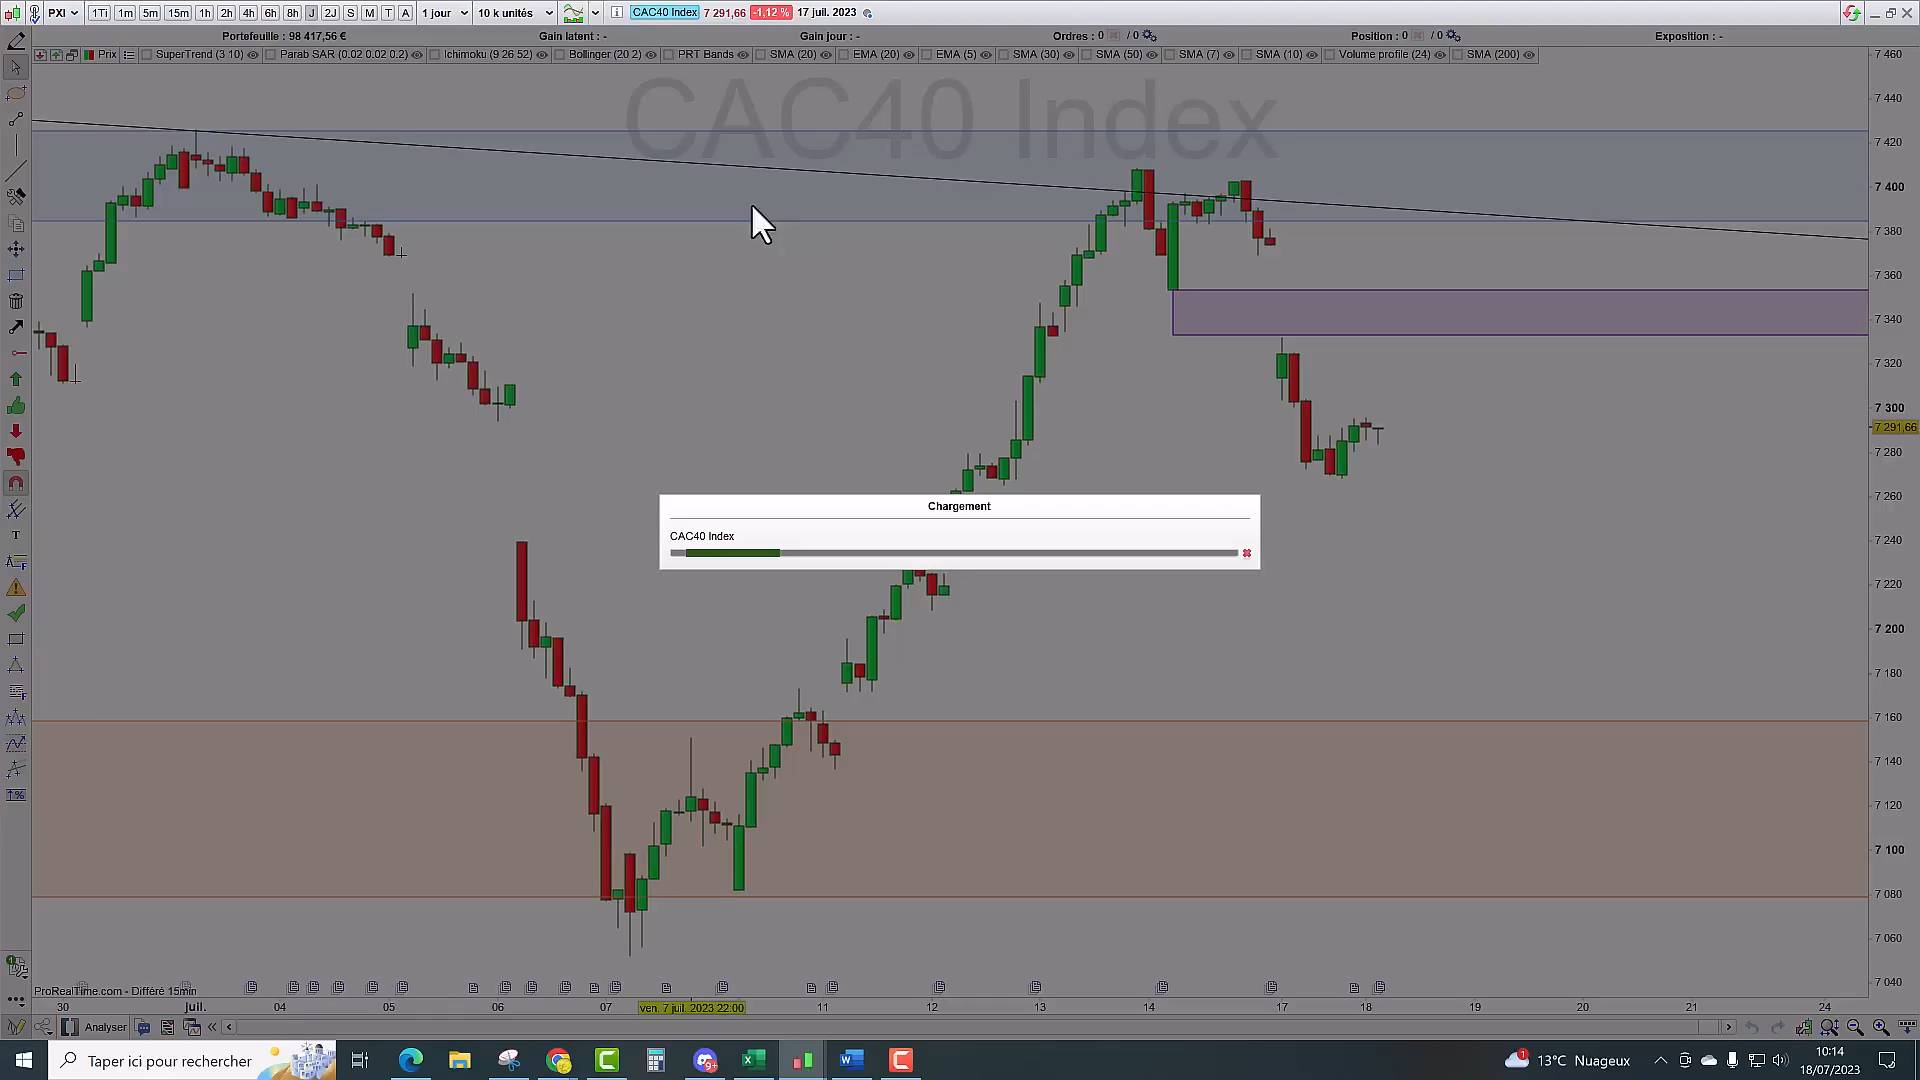 PXI 1Ti 1m 5m 15m 1h 2h 4h 6h 8h J 2J S M T A 1 jour 10 k unités CAC40 Index 7 291,66 -1,12 % 17 juil. 2023
Portefeuille : 98 417,56 € Gain latent : - Gain jour : - Ordres : 0 / 0 Position : 0 / 0 Exposition : -
Prix SuperTrend (3 10) Parab SAR (0.02 0.02 0.2) Ichimoku (9 26 52) Bollinger (20 2) PRT Bands SMA (20) EMA (20) EMA (5) SMA (30) SMA (50) SMA (7) SMA (10) Volume profile (24) SMA (200)
CAC40 Index
7 460
7 440
7 420
7 400
7 380
7 360
7 340
7 320
7 300
7 291,66
7 280
7 260
7 240
7 220
7 200
7 180
7 160
7 140
7 120
7 100
7 080
7 060
7 040
Chargement
CAC40 Index
ProRealTime.com - Différé 15min
30 juil. 04 05 06 07 ven. 7 juil. 2023 22:00 11 12 13 14 17 18 19 20 21 24
Analyser
Taper ici pour rechercher
9+
1
13°C Nuageux
10:14
18/07/2023